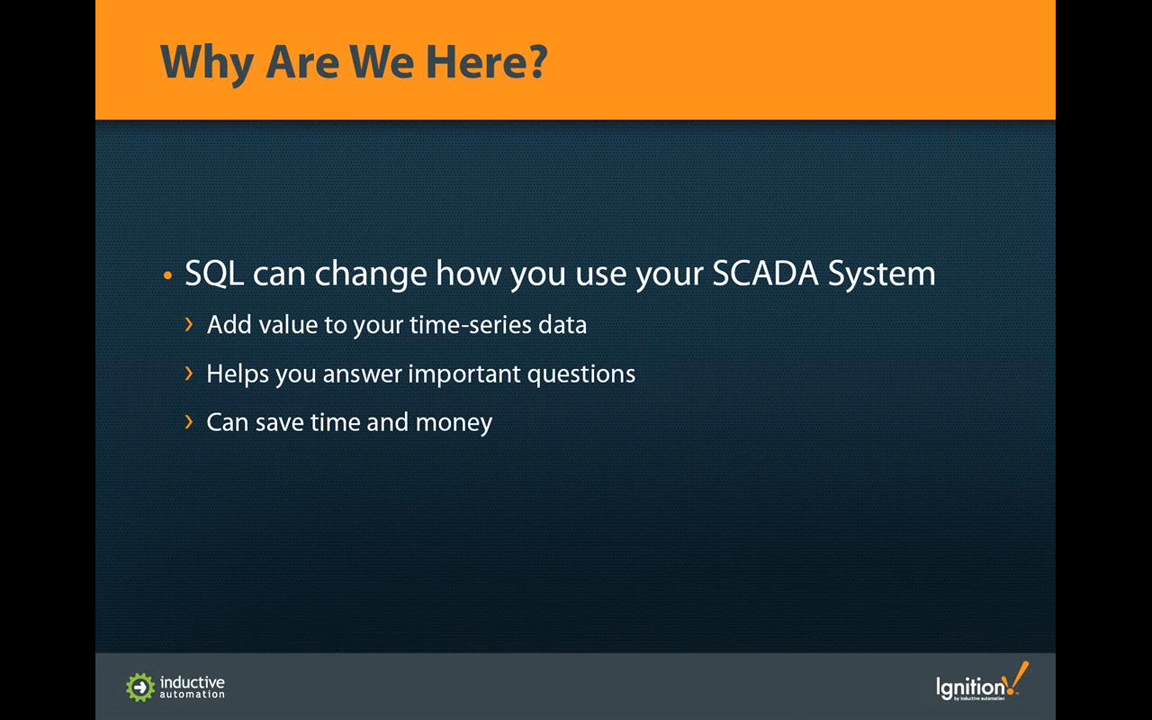 Why Are We Here?
• SQL can change how you use your SCADA System
› Add value to your time-series data
› Helps you answer important questions
› Can save time and money
inductive
automation
Ignition!
by inductive automation